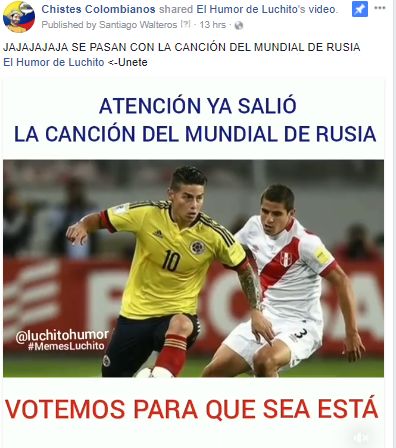 Chistes Colombianos shared El Humor de Luchito's video.
Published by Santiago Walteros [?] · 13 hrs ·
JAJAJAJAJA SE PASAN CON LA CANCIÓN DEL MUNDIAL DE RUSIA
El Humor de Luchito <-Unete
ATENCIÓN YA SALIÓ
LA CANCIÓN DEL MUNDIAL DE RUSIA
10
3
@luchitohumor
#MemesLuchito
VOTEMOS PARA QUE SEA ESTÁ